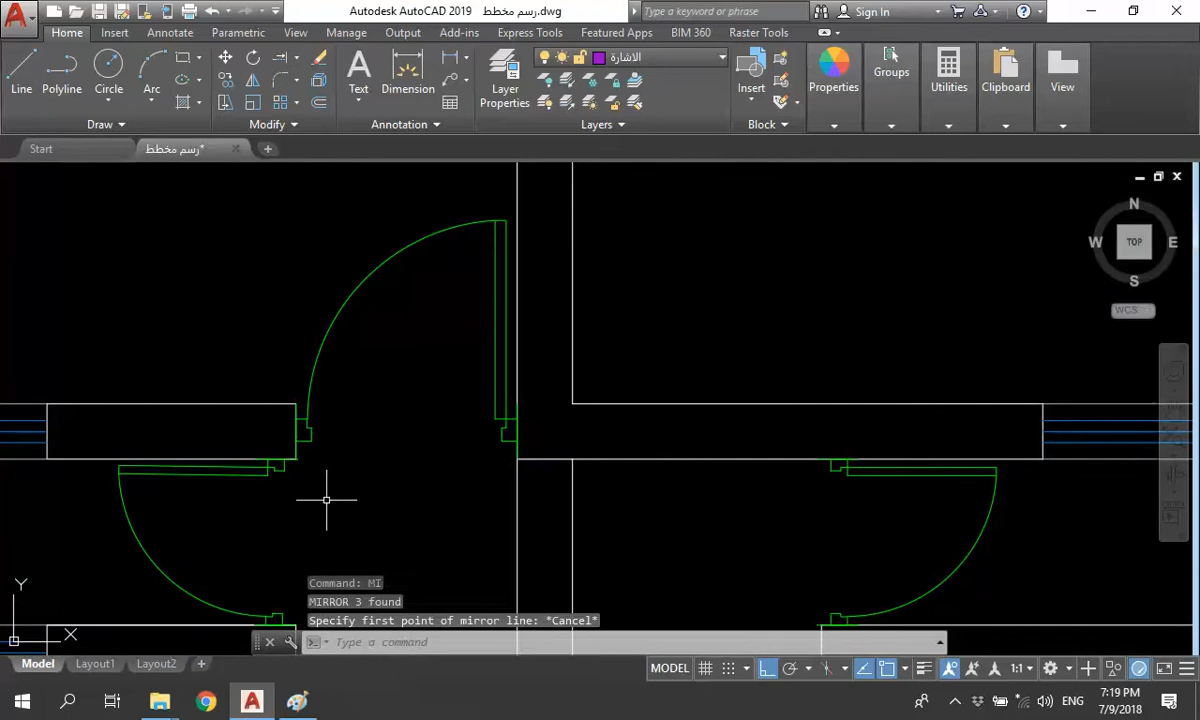 Autodesk AutoCAD 2019 رسم مخطط.dwg
Type a keyword or phrase
Sign In
Home Insert Annotate Parametric View Manage Output Add-ins Express Tools Featured Apps BIM 360 Raster Tools
الاشارة
Line Polyline Circle Arc
Text Dimension
Layer Properties
Insert
Properties Groups Utilities Clipboard View
Draw Modify Annotation Layers Block
Start رسم مخطط*
N
W TOP E
S
WCS
Y
X
Command: MI
MIRROR 3 found
Specify first point of mirror line: *Cancel*
Type a command
Model Layout1 Layout2 +
MODEL 1:1
ENG
7:19 PM
7/9/2018